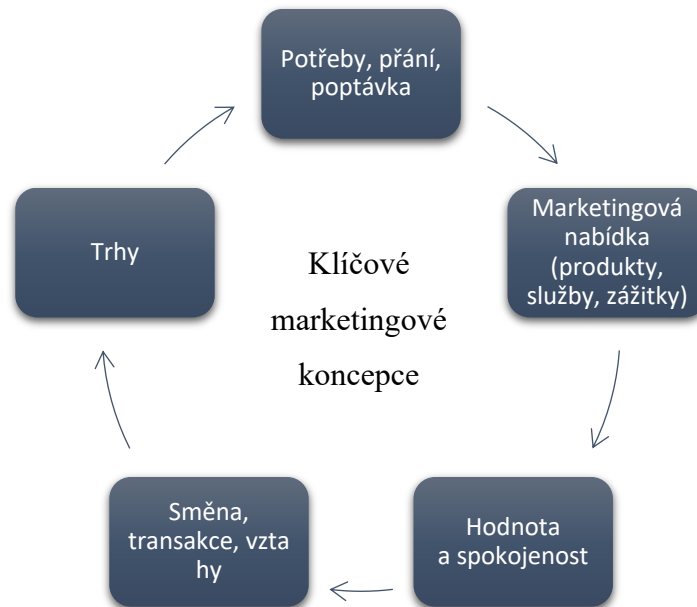 Potřeby, přání,
poptávka
Marketingová
nabídka
(produkty,
služby, zážitky)
Trhy
Klíčové
marketingové
koncepce
Směna,
transakce, vzta
hy
Hodnota
a spokojenost